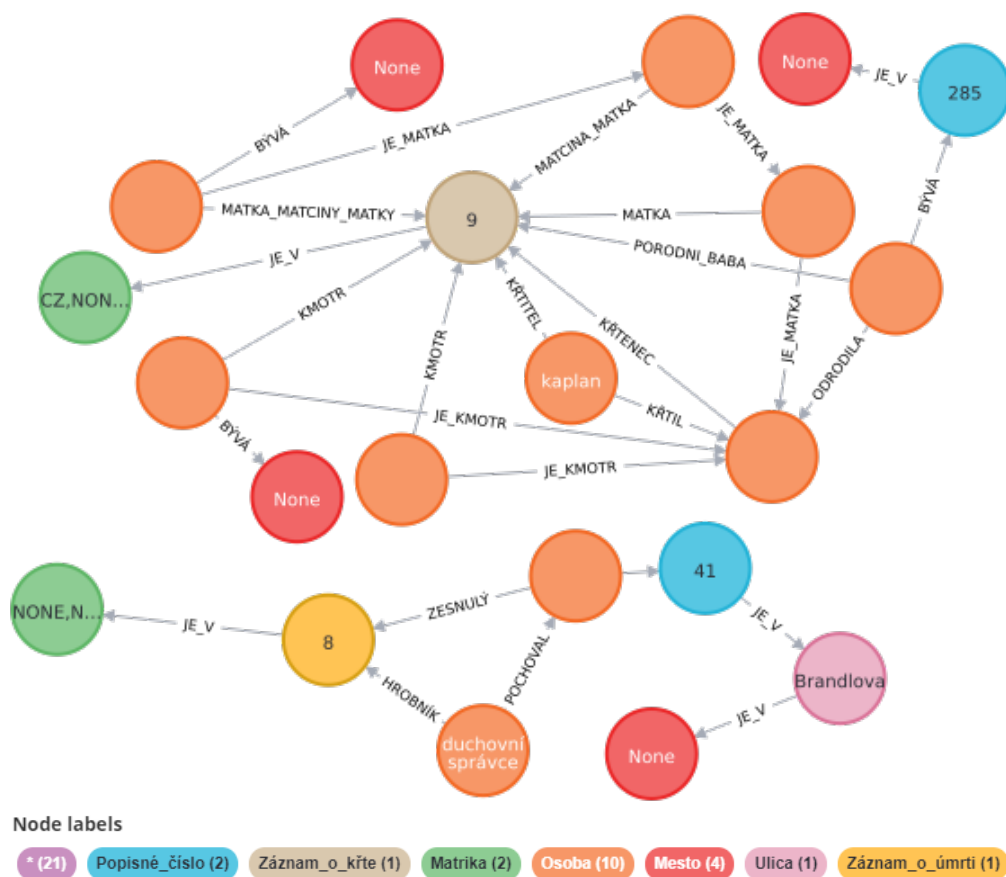 None
None
285
JE_V
BÝVÁ
JE_MATKA
MATCINA_MATKA
JE_MATKA
BÝVÁ
MATKA_MATCINY_MATKY
9
MATKA
PORODNI_BABA
JE_V
CZ,NON...
KMOTR
KŘTITEL
KŘTENEC
JE_MATKA
ODRODILA
KMOTR
kaplan
KŘTIL
JE_KMOTR
BÝVÁ
JE_KMOTR
None
41
NONE,N...
ZESNULÝ
JE_V
JE_V
8
POCHOVAL
HROBNÍK
Brandlova
JE_V
duchovní
správce
None
Node labels
* (21) Popisné_číslo (2) Záznam_o_křte (1) Matrika (2) Osoba (10) Mesto (4) Ulica (1) Záznam_o_úmrti (1)